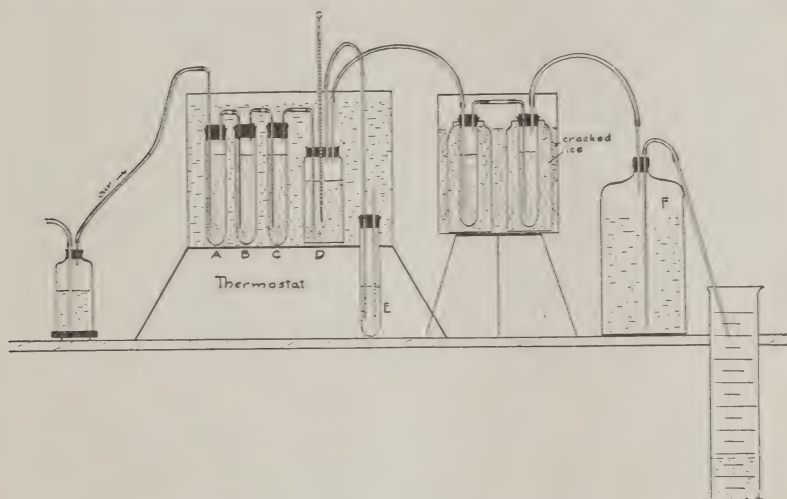 air →
A B C D
Thermostat
E
cracked
ice
F